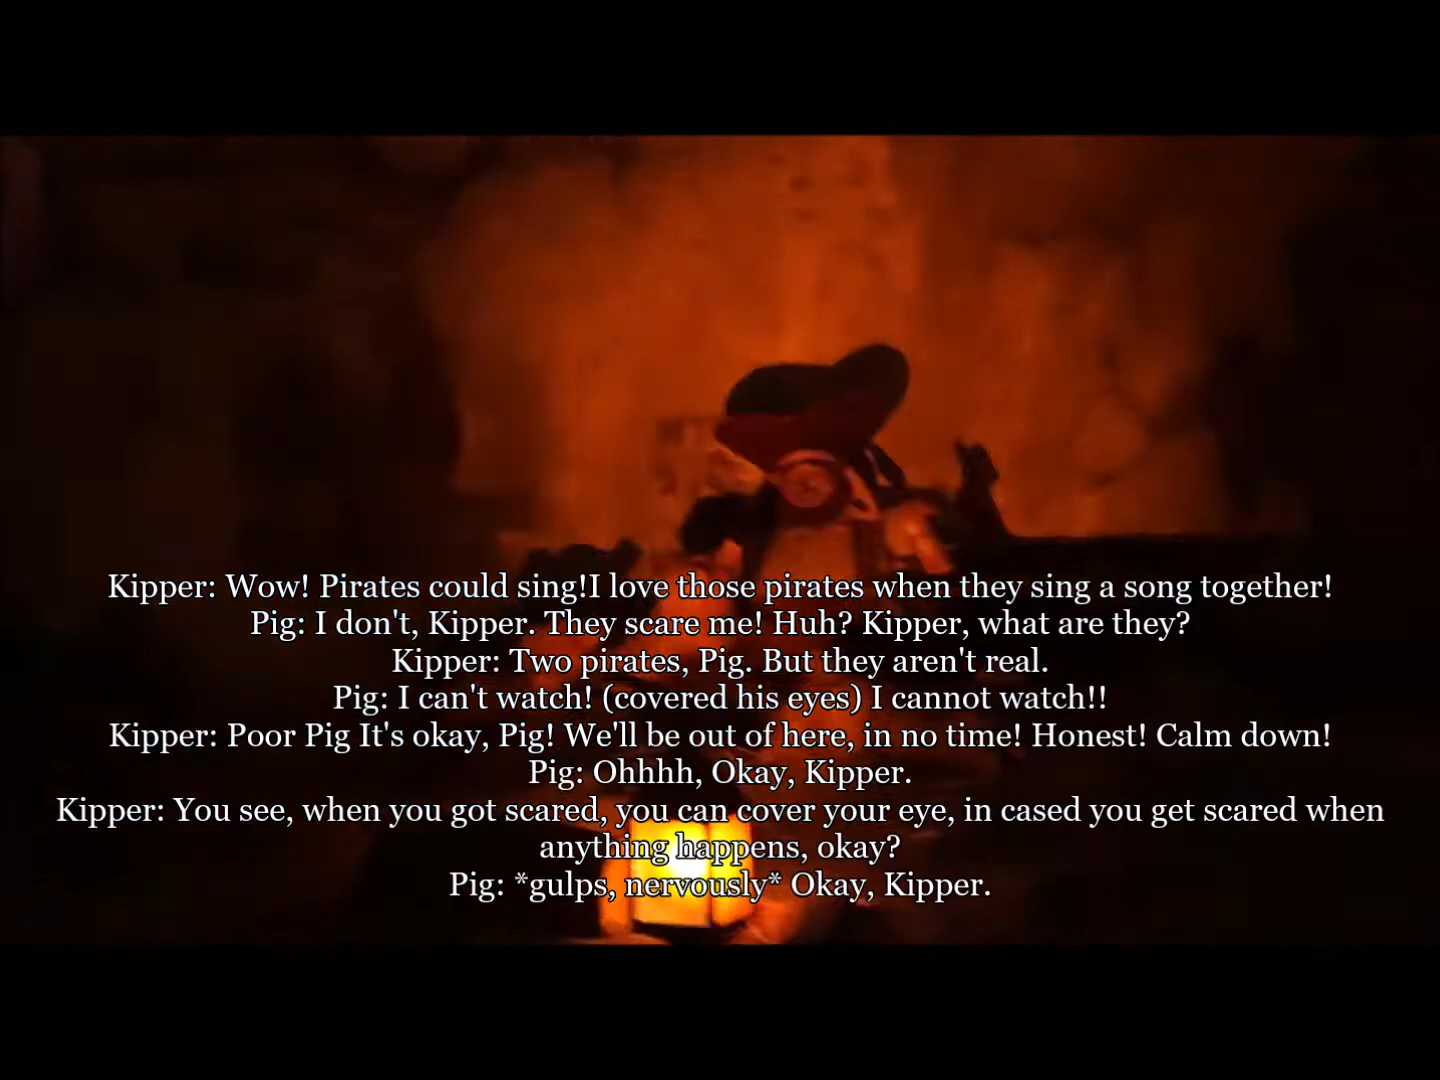 Kipper: Wow! Pirates could sing!I love those pirates when they sing a song together!
Pig: I don't, Kipper. They scare me! Huh? Kipper, what are they?
Kipper: Two pirates, Pig. But they aren't real.
Pig: I can't watch! (covered his eyes) I cannot watch!!
Kipper: Poor Pig It's okay, Pig! We'll be out of here, in no time! Honest! Calm down!
Pig: Ohhhh, Okay, Kipper.
Kipper: You see, when you got scared, you can cover your eye, in cased you get scared when
anything happens, okay?
Pig: *gulps, nervously* Okay, Kipper.